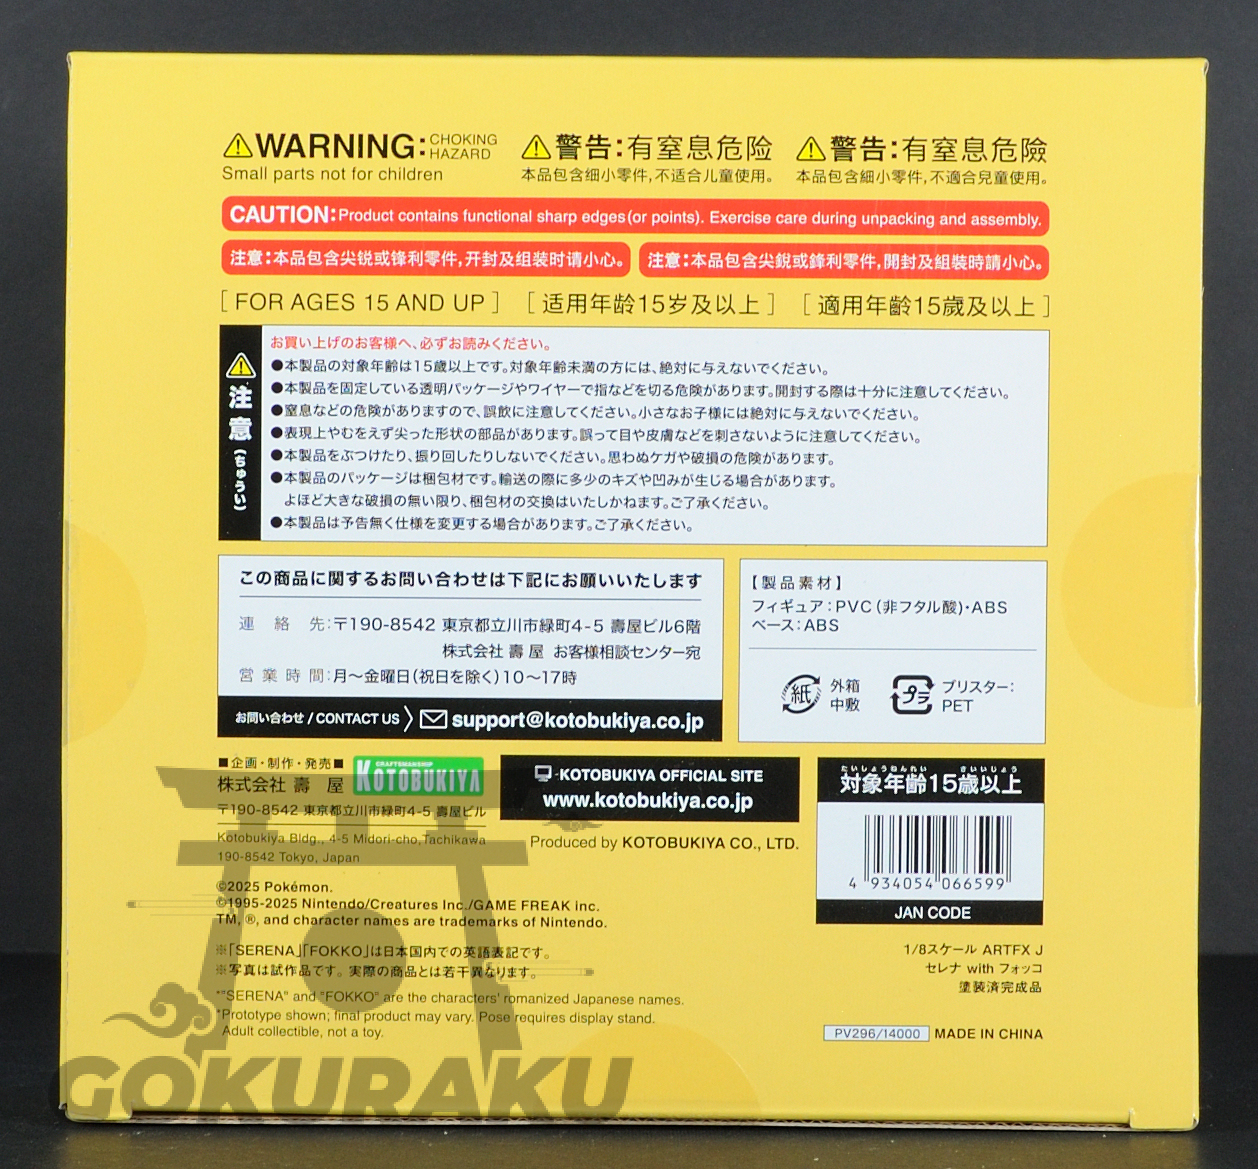 WARNING: CHOKING HAZARD
Small parts not for children
警告:有窒息危险
本品包含细小零件,不适合儿童使用。
警告:有窒息危險
本品包含細小零件,不適合兒童使用。
CAUTION:Product contains functional sharp edges(or points). Exercise care during unpacking and assembly.
注意:本品包含尖锐或锋利零件,开封及组装时请小心。
注意:本品包含尖銳或鋒利零件,開封及組裝時請小心。
[FOR AGES 15 AND UP] [适用年龄15岁及以上] [適用年齡15歲及以上]
注意(ちゅうい)
お買い上げのお客様へ、必ずお読みください。
●本製品の対象年齢は15歳以上です。対象年齢未満の方には、絶対に与えないでください。
●本製品を固定している透明パッケージやワイヤーで指などを切る危険があります。開封する際は十分に注意してください。
●窒息などの危険がありますので、誤飲に注意してください。小さなお子様には絶対に与えないでください。
●表現上やむをえず尖った形状の部品があります。誤って目や皮膚などを刺さないように注意してください。
●本製品をぶつけたり、振り回したりしないでください。思わぬケガや破損の危険があります。
●本製品のパッケージは梱包材です。輸送の際に多少のキズや凹みが生じる場合があります。
よほど大きな破損の無い限り、梱包材の交換はいたしかねます。ご了承ください。
●本製品は予告無く仕様を変更する場合があります。ご了承ください。
この商品に関するお問い合わせは下記にお願いいたします
連絡先:〒190-8542 東京都立川市緑町4-5 壽屋ビル6階
株式会社 壽屋 お客様相談センター宛
営業時間:月〜金曜日(祝日を除く)10〜17時
お問い合わせ/CONTACT US support@kotobukiya.co.jp
【製品素材】
フィギュア:PVC(非フタル酸)・ABS
ベース:ABS
紙 外箱
中敷
プラ ブリスター:
PET
■企画・制作・発売■
株式会社 壽屋
CRAFTSMANSHIP
KOTOBUKIYA
〒190-8542 東京都立川市緑町4-5 壽屋ビル
Kotobukiya Bldg., 4-5 Midori-cho,Tachikawa
190-8542 Tokyo, Japan
KOTOBUKIYA OFFICIAL SITE
www.kotobukiya.co.jp
Produced by KOTOBUKIYA CO., LTD.
たいしょうねんれい さいいじょう
対象年齢15歳以上
4 934054 066599
JAN CODE
©2025 Pokémon.
©1995-2025 Nintendo/Creatures Inc./GAME FREAK inc.
TM, ®, and character names are trademarks of Nintendo.
※「SERENA」「FOKKO」は日本国内での英語表記です。
※写真は試作品です。実際の商品とは若干異なります。
*"SERENA" and "FOKKO" are the characters' romanized Japanese names.
*Prototype shown; final product may vary. Pose requires display stand.
Adult collectible, not a toy.
1/8スケール ARTFX J
セレナ with フォッコ
塗装済完成品
PV296/14000 MADE IN CHINA
GOKURAKU